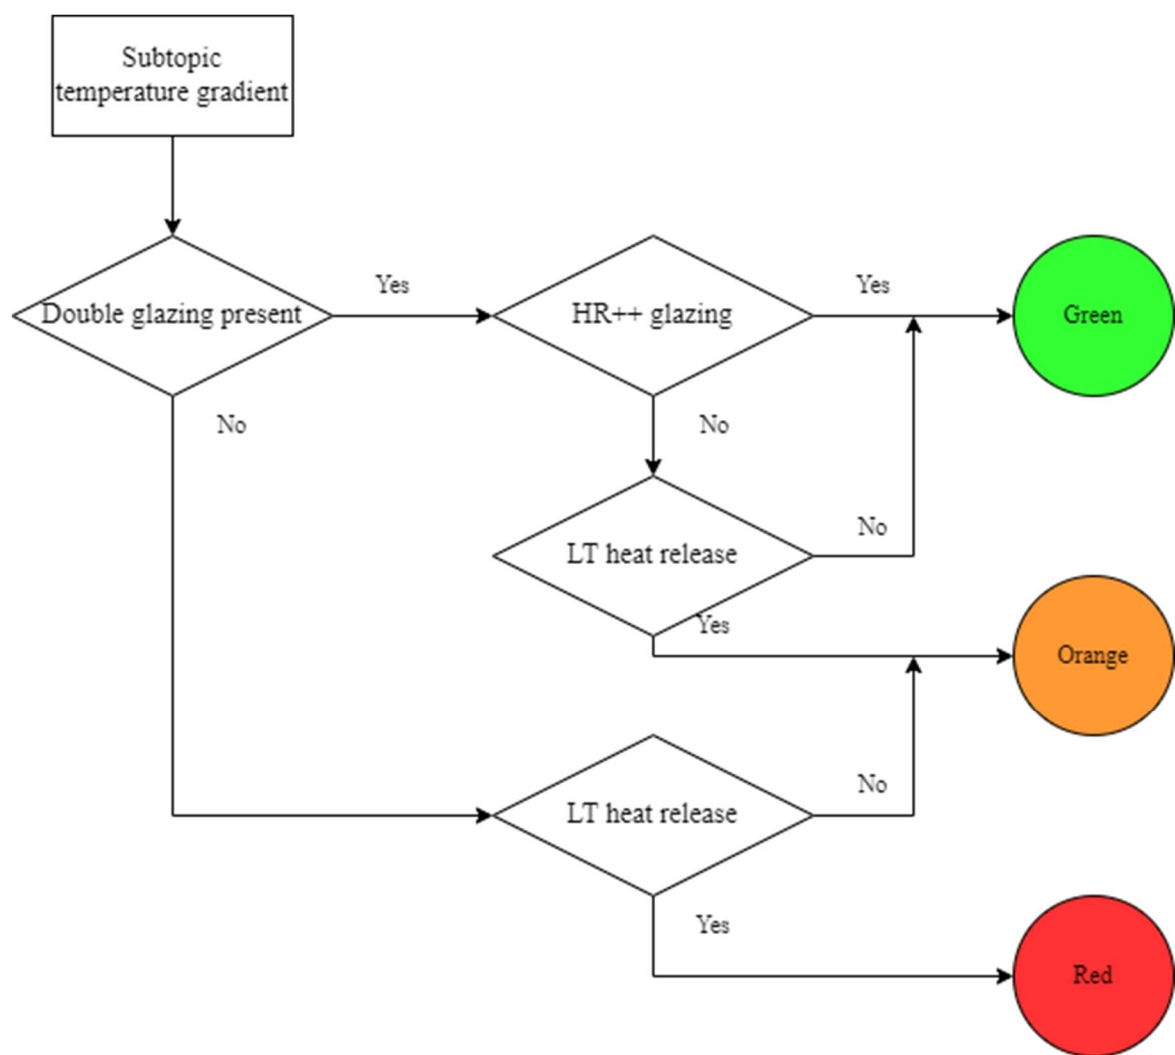 Subtopic
temperature gradient
Double glazing present
Yes
HR++ glazing
Yes
Green
No
No
LT heat release
No
Yes
Orange
LT heat release
No
Yes
Red